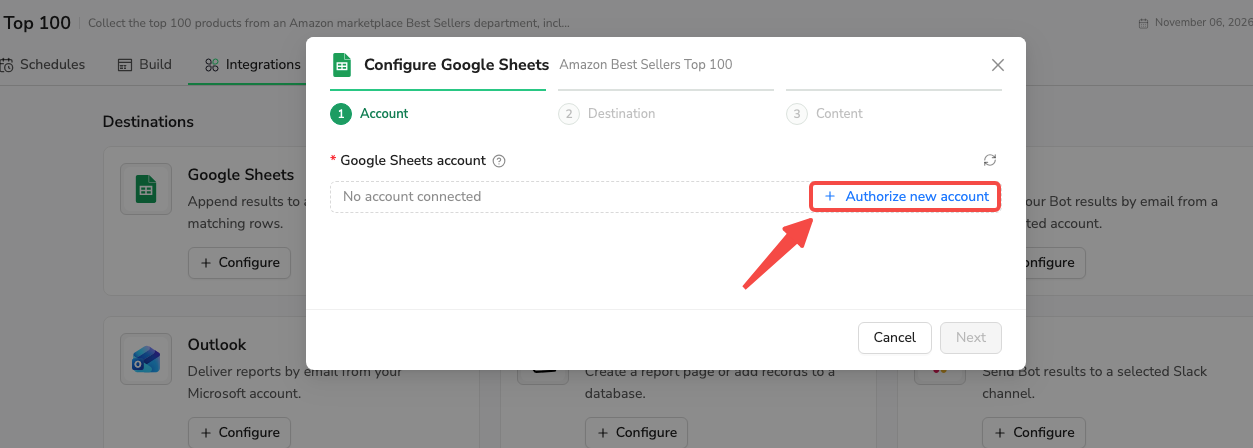 Top 100
Collect the top 100 products from an Amazon marketplace Best Sellers department, incl...
November 06, 2026
Schedules
Build
Integrations
Configure Google Sheets
Amazon Best Sellers Top 100
1 Account
2 Destination
3 Content
* Google Sheets account ?
No account connected
+ Authorize new account
Cancel
Next
Destinations
Google Sheets
Append results to a
matching rows.
+ Configure
our Bot results by email from a
ted account.
onfigure
Outlook
Deliver reports by email from your
Microsoft account.
+ Configure
Create a report page or add records to a
database.
+ Configure
Send Bot results to a selected Slack
channel.
+ Configure